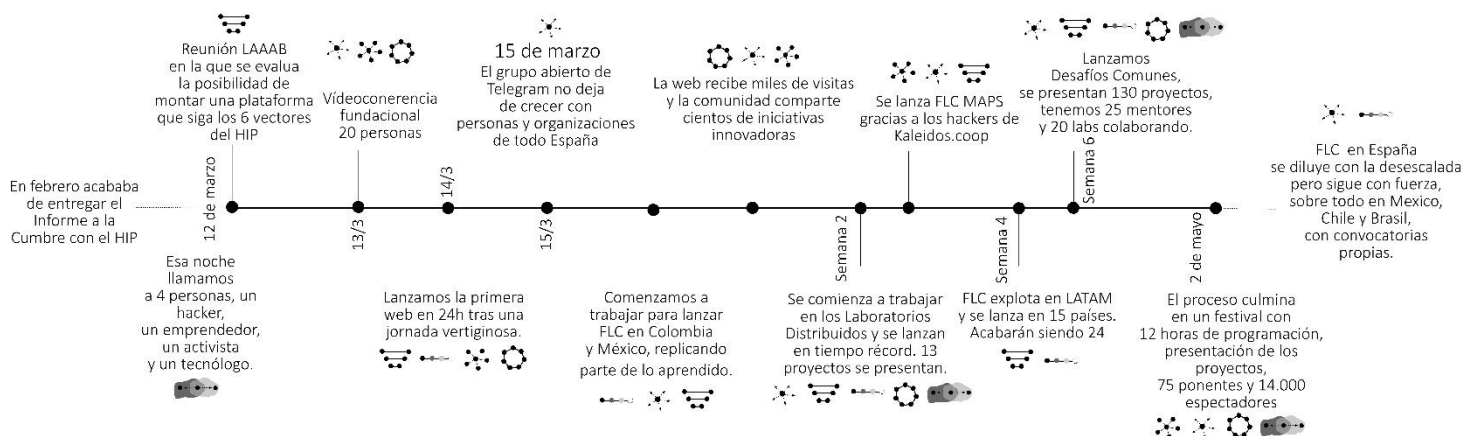 En febrero acababa
de entregar el
Informe a la
Cumbre con el HIP
Reunión LAAAB
en la que se evalua
la posibilidad de
montar una plataforma
que siga los 6 vectores
del HIP
12 de marzo
Esa noche
llamamos
a 4 personas, un
hacker,
un emprendedor,
un activista
y un tecnólogo.
Vídeoconerencia
fundacional
20 personas
13/3
14/3
Lanzamos la primera
web en 24h tras una
jornada vertiginosa.
15 de marzo
El grupo abierto de
Telegram no deja
de crecer con
personas y organizaciones
de todo España
15/3
Comenzamos a
trabajar para lanzar
FLC en Colombia
y México, replicando
parte de lo aprendido.
La web recibe miles de visitas
y la comunidad comparte
cientos de iniciativas
innovadoras
Semana 2
Se comienza a trabajar
en los Laboratorios
Distribuidos y se lanzan
en tiempo récord. 13
proyectos se presentan.
Se lanza FLC MAPS
gracias a los hackers de
Kaleidos.coop
Semana 4
FLC explota en LATAM
y se lanza en 15 países.
Acabarán siendo 24
Lanzamos
Desafíos Comunes,
se presentan 130 proyectos,
tenemos 25 mentores
y 20 labs colaborando.
Semana 6
2 de mayo
El proceso culmina
en un festival con
12 horas de programación,
presentación de los
proyectos,
75 ponentes y 14.000
espectadores
FLC en España
se diluye con la desescalada
pero sigue con fuerza,
sobre todo en Mexico,
Chile y Brasil,
con convocatorias
propias.